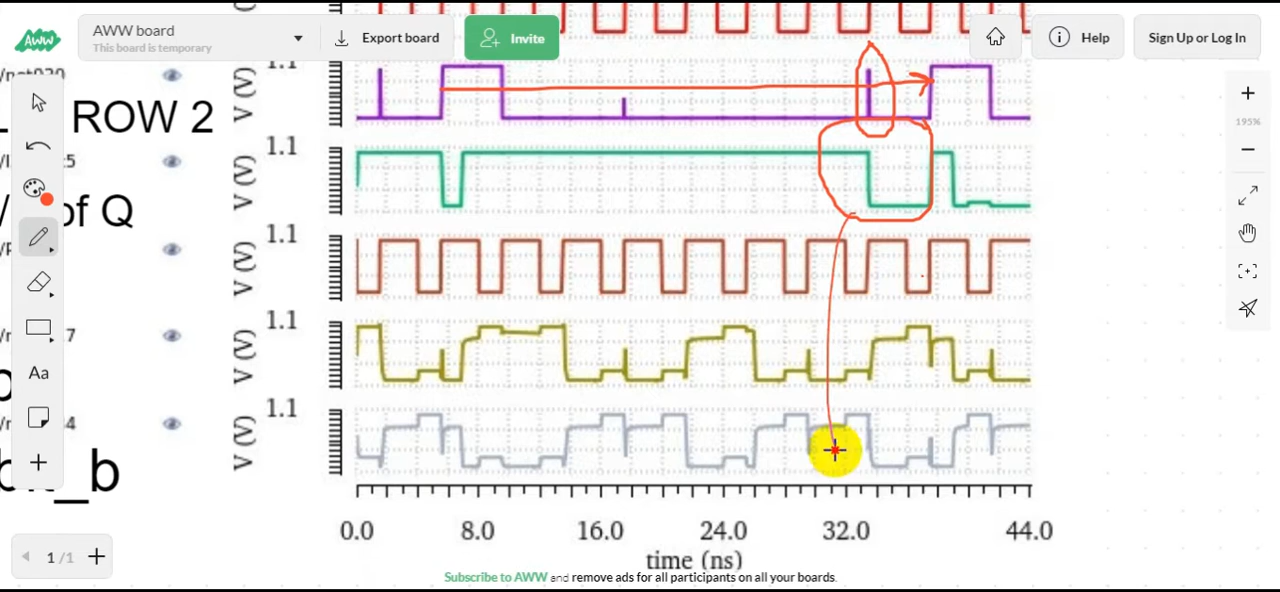 AWW
AWW board
This board is temporary
Export board
Invite
Help
Sign Up or Log In
195%
1.1
V (V)
ROW 2
1.1
V (V)
of Q
1.1
V (V)
1.1
V (V)
Aa
1.1
V (V)
_b
0.0 8.0 16.0 24.0 32.0 44.0
time (ns)
1 /1
Subscribe to AWW and remove ads for all participants on all your boards.